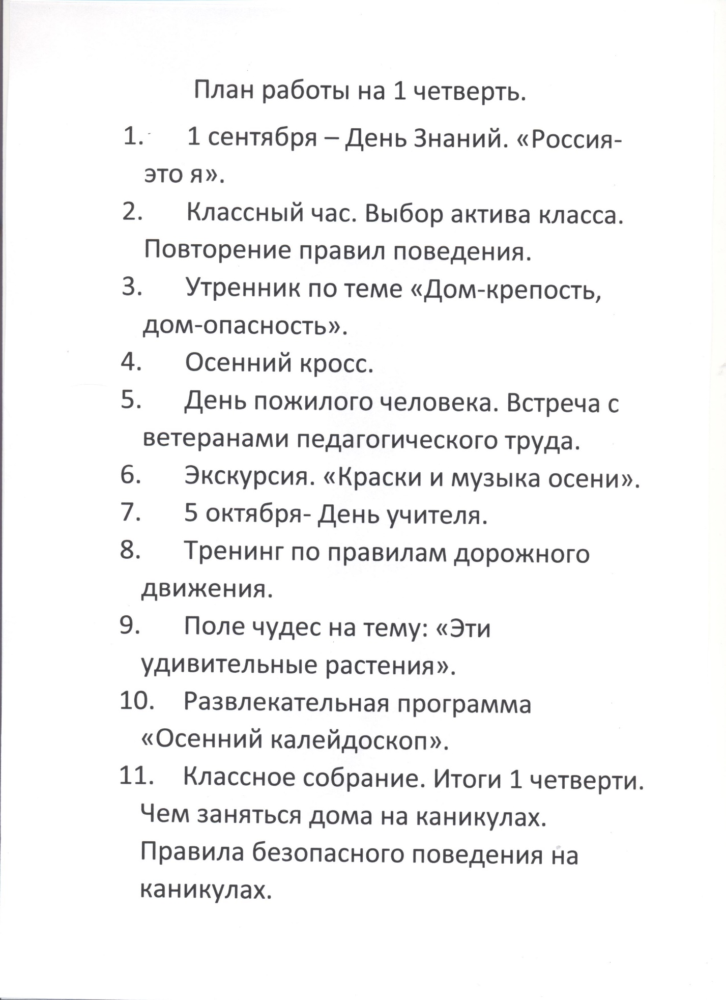 План работы на 1 четверть.
1. 1 сентября – День Знаний. «Россия-
это я».
2. Классный час. Выбор актива класса.
Повторение правил поведения.
3. Утренник по теме «Дом-крепость,
дом-опасность».
4. Осенний кросс.
5. День пожилого человека. Встреча с
ветеранами педагогического труда.
6. Экскурсия. «Краски и музыка осени».
7. 5 октября- День учителя.
8. Тренинг по правилам дорожного
движения.
9. Поле чудес на тему: «Эти
удивительные растения».
10. Развлекательная программа
«Осенний калейдоскоп».
11. Классное собрание. Итоги 1 четверти.
Чем заняться дома на каникулах.
Правила безопасного поведения на
каникулах.